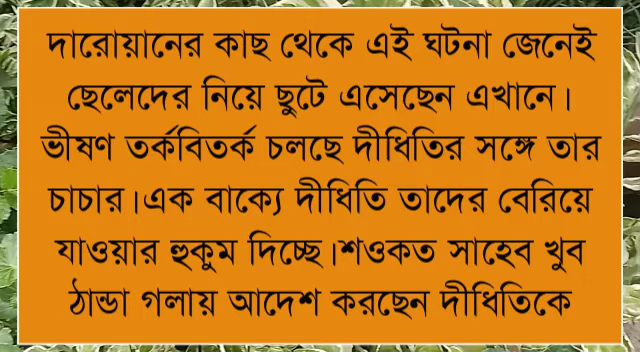 দারোয়ানের কাছ থেকে এই ঘটনা জেনেই
ছেলেদের নিয়ে ছুটে এসেছেন এখানে।
ভীষণ তর্কবিতর্ক চলছে দীধিতির সঙ্গে তার
চাচার।এক বাক্যে দীধিতি তাদের বেরিয়ে
যাওয়ার হুকুম দিচ্ছে।শওকত সাহেব খুব
ঠান্ডা গলায় আদেশ করছেন দীধিতিকে